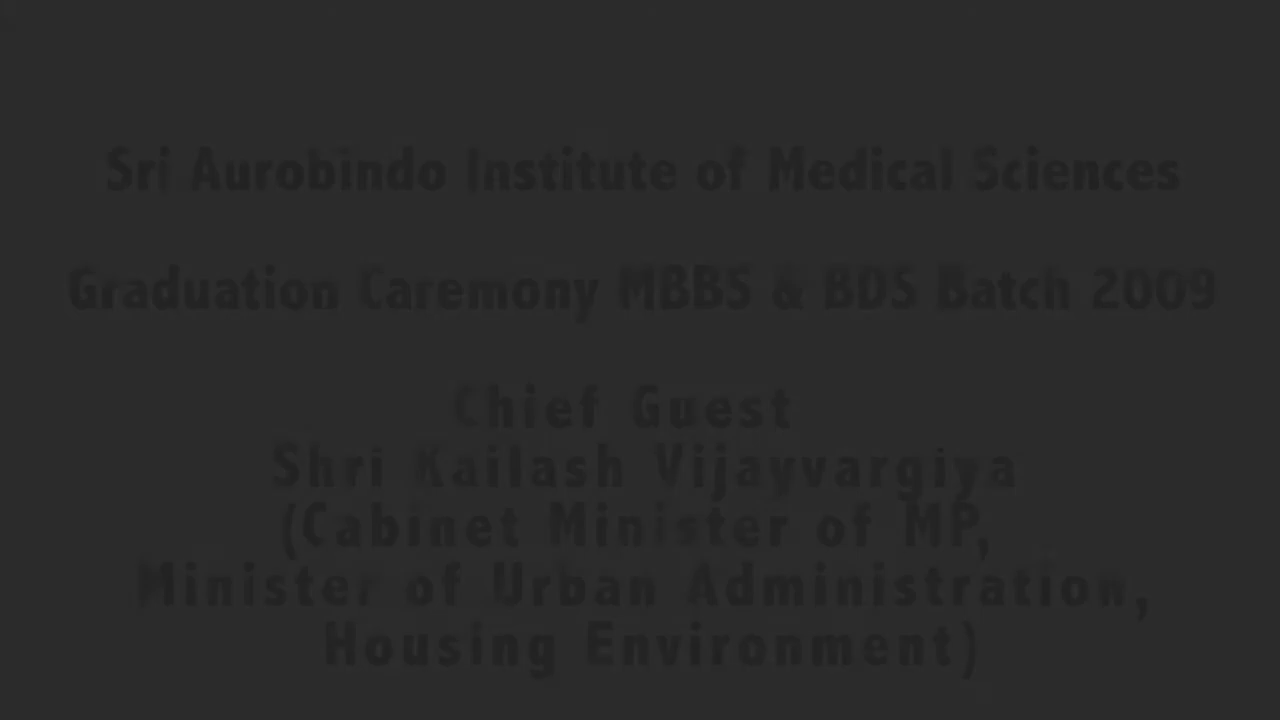 Sri Aurobindo Institute of Medical Sciences
Graduation Caremony MBBS & BDS Batch 2009
Chief Guest
Shri Kailash Vijayvargiya
(Cabinet Minister of MP,
Minister of Urban Administration,
Housing Environment)